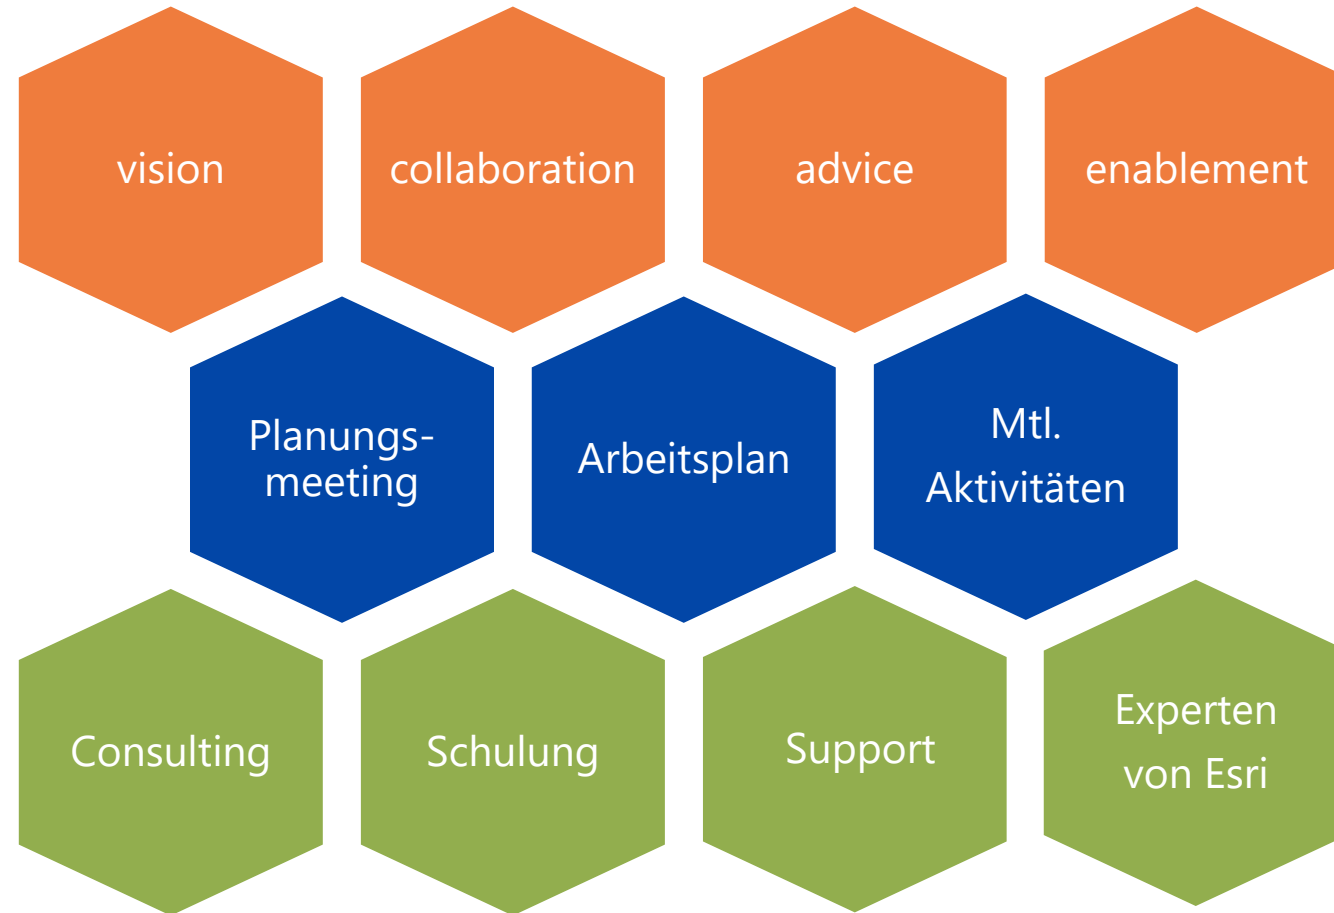 vision
collaboration
advice
enablement
Planungs-
meeting
Arbeitsplan
Mtl.
Aktivitäten
Consulting
Schulung
Support
Experten
von Esri